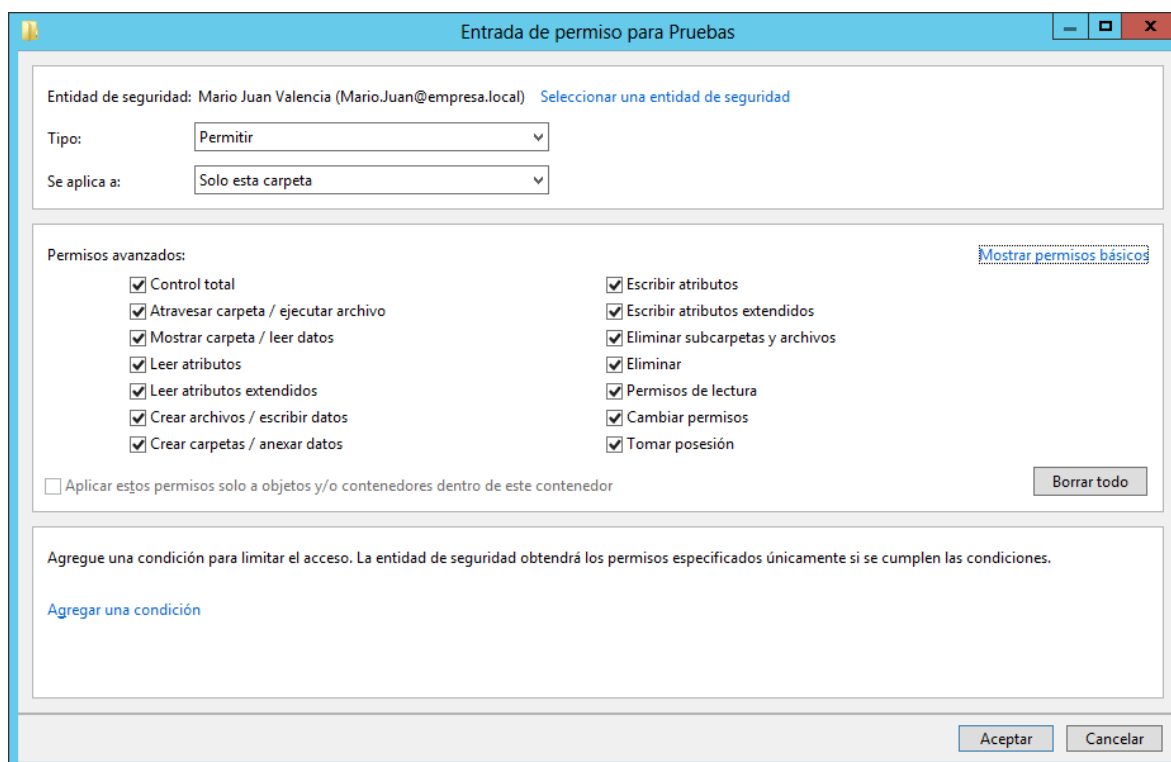 Entrada de permiso para Pruebas
Entidad de seguridad: Mario Juan Valencia (Mario.Juan@empresa.local) Seleccionar una entidad de seguridad
Tipo: Permitir
Se aplica a: Solo esta carpeta
Permisos avanzados: Mostrar permisos básicos
Control total Escribir atributos
Atravesar carpeta / ejecutar archivo Escribir atributos extendidos
Mostrar carpeta / leer datos Eliminar subcarpetas y archivos
Leer atributos Eliminar
Leer atributos extendidos Permisos de lectura
Crear archivos / escribir datos Cambiar permisos
Crear carpetas / anexar datos Tomar posesión
Aplicar estos permisos solo a objetos y/o contenedores dentro de este contenedor Borrar todo
Agregue una condición para limitar el acceso. La entidad de seguridad obtendrá los permisos especificados únicamente si se cumplen las condiciones.
Agregar una condición
Aceptar Cancelar